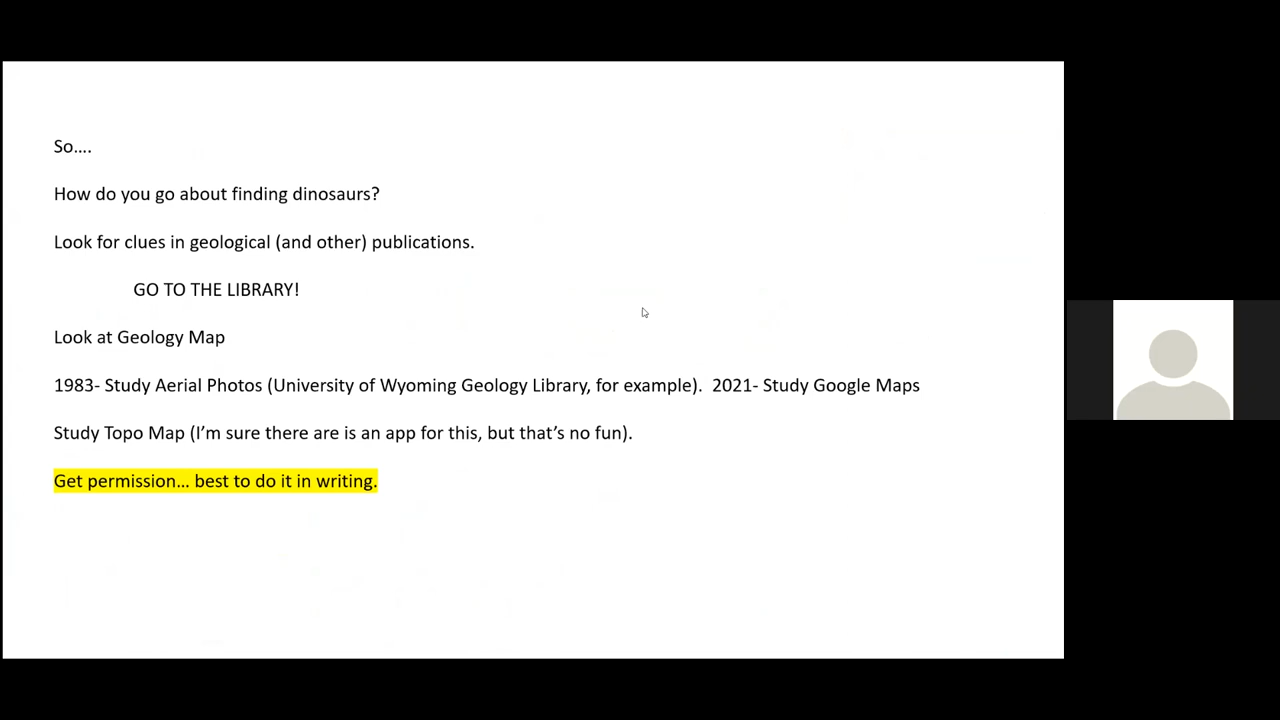 So....
How do you go about finding dinosaurs?
Look for clues in geological (and other) publications.
GO TO THE LIBRARY!
Look at Geology Map
1983- Study Aerial Photos (University of Wyoming Geology Library, for example).  2021- Study Google Maps
Study Topo Map (I’m sure there are is an app for this, but that’s no fun).
Get permission… best to do it in writing.